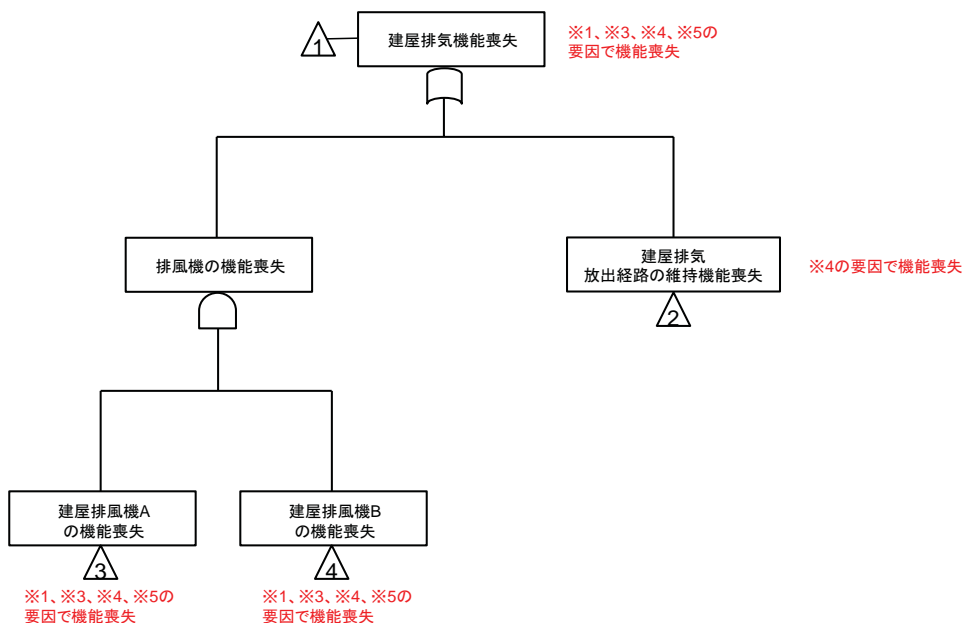 1
建屋排気機能喪失
※1、※3、※4、※5の
要因で機能喪失
排風機の機能喪失
建屋排気
放出経路の維持機能喪失
※4の要因で機能喪失
2
建屋排風機A
の機能喪失
建屋排風機B
の機能喪失
3
4
※1、※3、※4、※5の
要因で機能喪失
※1、※3、※4、※5の
要因で機能喪失